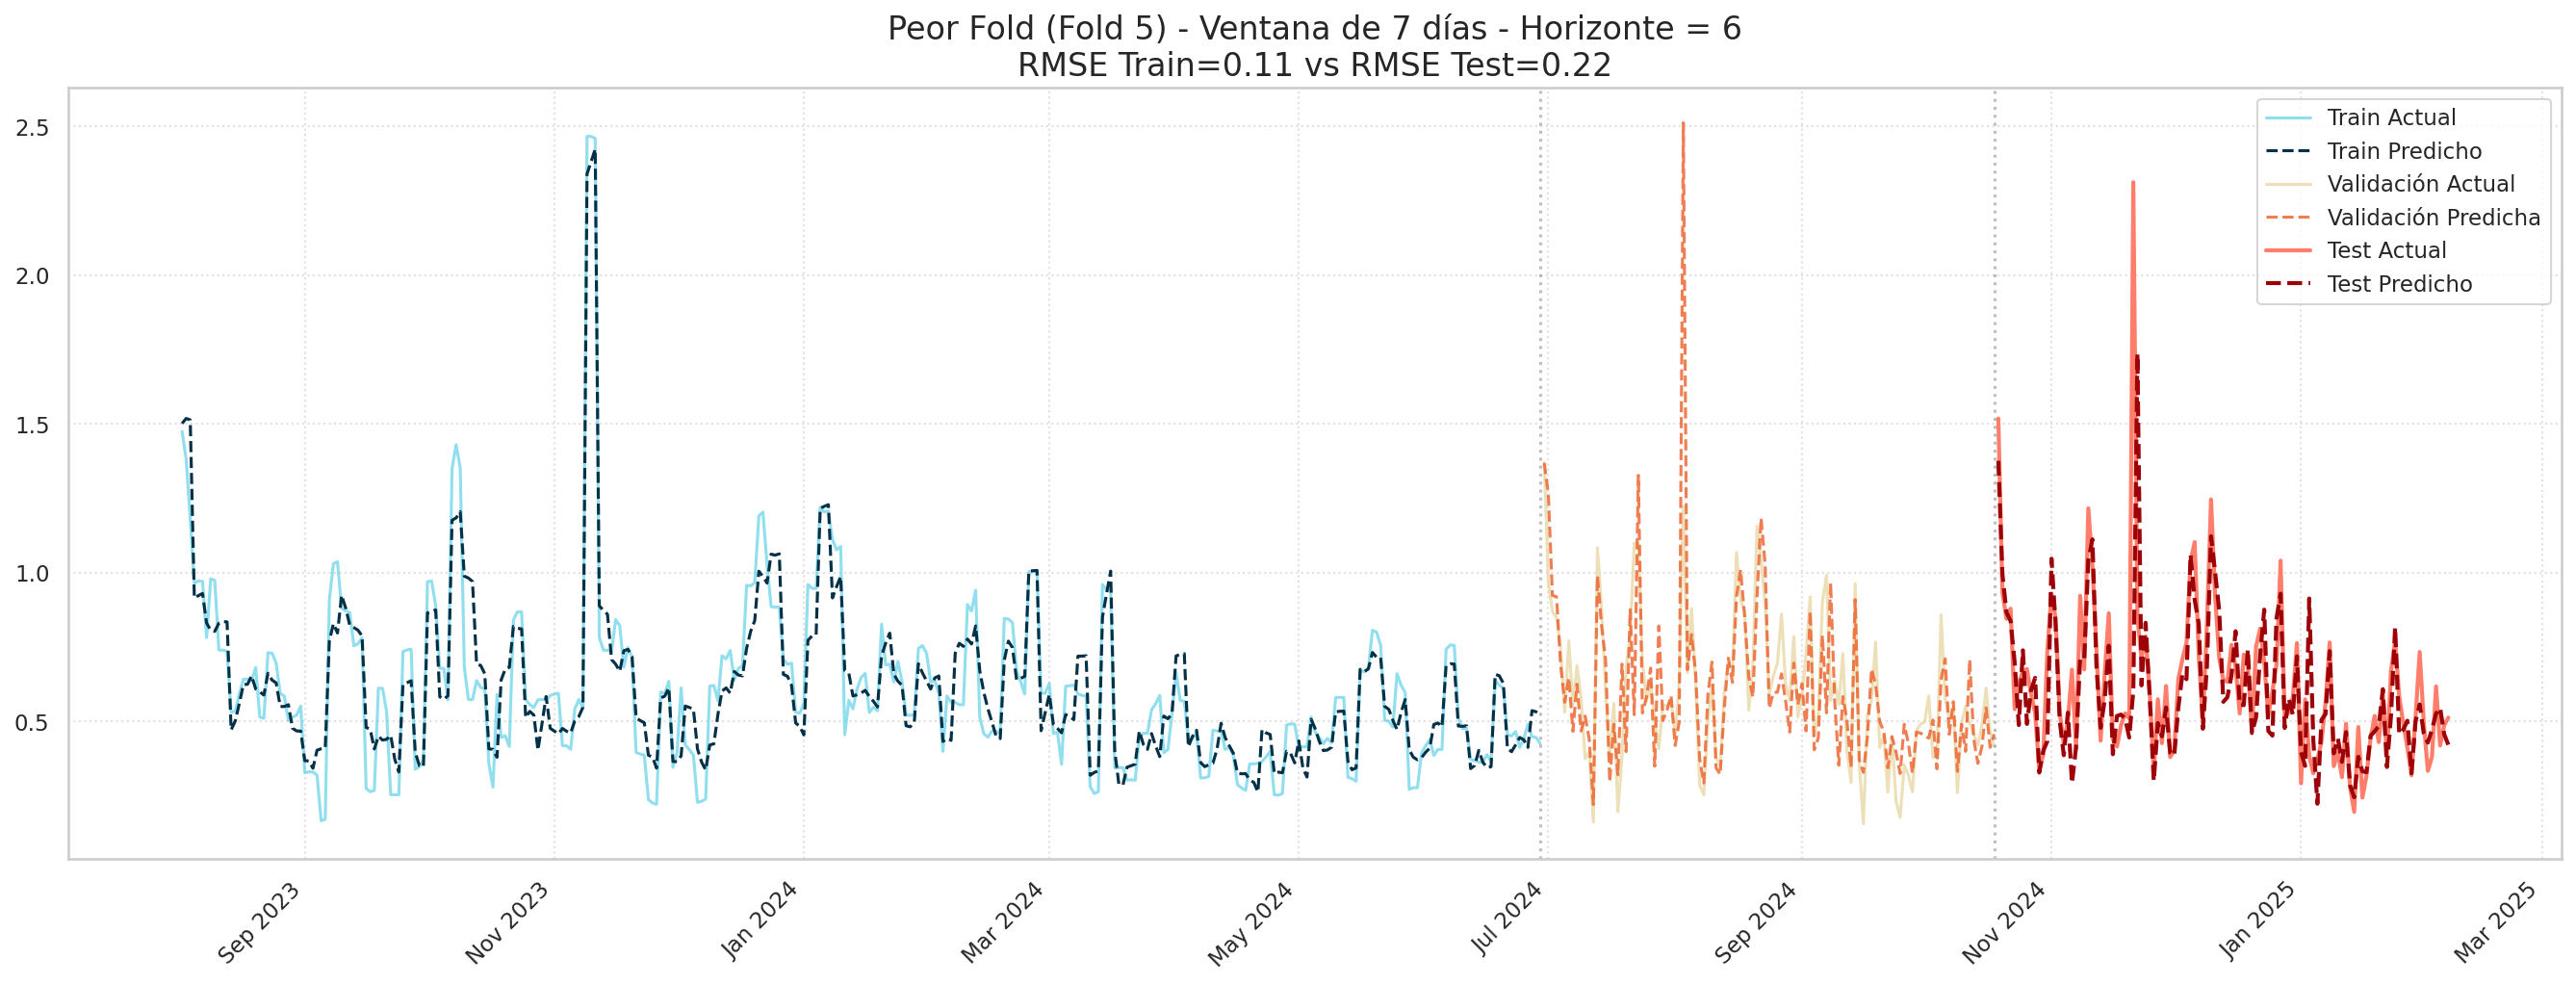 Peor Fold (Fold 5) - Ventana de 7 días - Horizonte = 6
RMSE Train=0.11 vs RMSE Test=0.22
2.5
2.0
1.5
1.0
0.5
Train Actual
Train Predicho
Validación Actual
Validación Predicha
Test Actual
Test Predicho
Sep 2023
Nov 2023
Jan 2024
Mar 2024
May 2024
Jul 2024
Sep 2024
Nov 2024
Jan 2025
Mar 2025